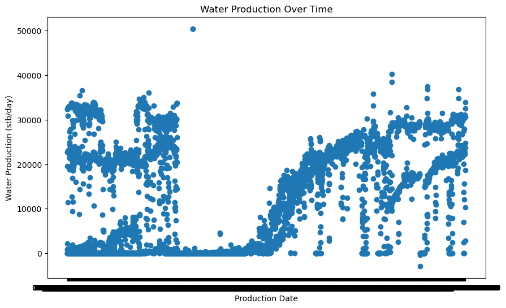 Water Production Over Time
50000
40000
30000
20000
10000
0
Water Production (stb/day)
Production Date